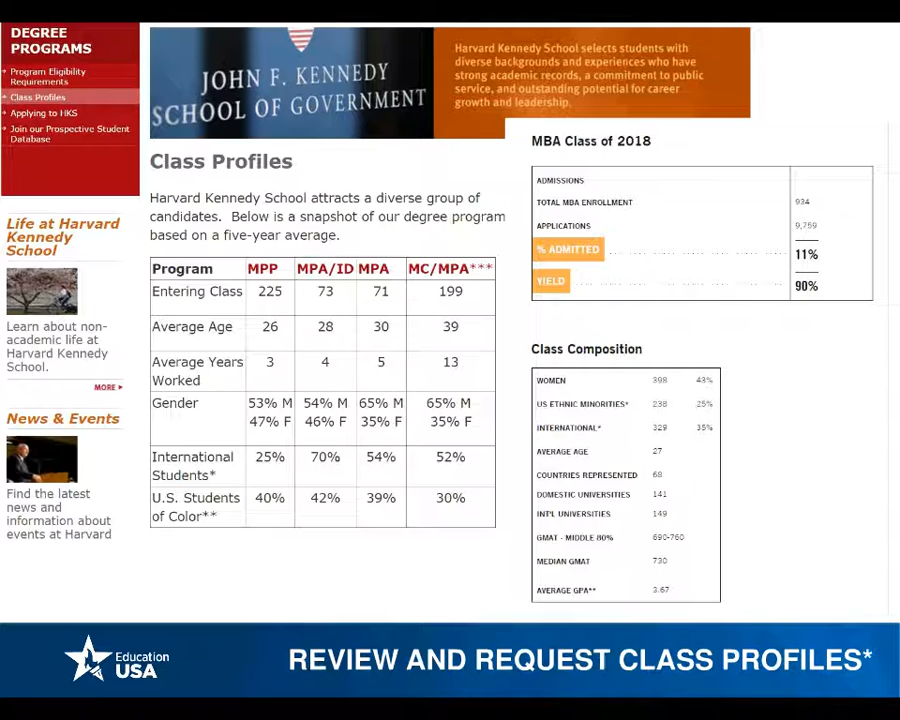 DEGREE
PROGRAMS
Program Eligibility
Requirements
Class Profiles
Applying to HKS
Join our Prospective Student
Database
JOHN F. KENNEDY
SCHOOL OF GOVERNMENT
Harvard Kennedy School selects students with
diverse backgrounds and experiences who have
strong academic records, a commitment to public
service, and outstanding potential for career
growth and leadership.
Life at Harvard
Kennedy
School
Learn about non-
academic life at
Harvard Kennedy
School.
MORE ▸
News & Events
Find the latest
news and
information about
events at Harvard
Class Profiles
Harvard Kennedy School attracts a diverse group of
candidates. Below is a snapshot of our degree program
based on a five-year average.
Program MPP MPA/ID MPA MC/MPA***
Entering Class 225 73 71 199
Average Age 26 28 30 39
Average Years 3 4 5 13
Worked
Gender 53% M 54% M 65% M 65% M
47% F 46% F 35% F 35% F
International 25% 70% 54% 52%
Students*
U.S. Students 40% 42% 39% 30%
of Color**
MBA Class of 2018
ADMISSIONS
TOTAL MBA ENROLLMENT 934
APPLICATIONS 9,759
% ADMITTED 11%
YIELD 90%
Class Composition
WOMEN 398 43%
US ETHNIC MINORITIES* 238 25%
INTERNATIONAL* 329 35%
AVERAGE AGE 27
COUNTRIES REPRESENTED 68
DOMESTIC UNIVERSITIES 141
INT'L UNIVERSITIES 149
GMAT - MIDDLE 80% 690-760
MEDIAN GMAT 730
AVERAGE GPA** 3.67
Education
USA
REVIEW AND REQUEST CLASS PROFILES*